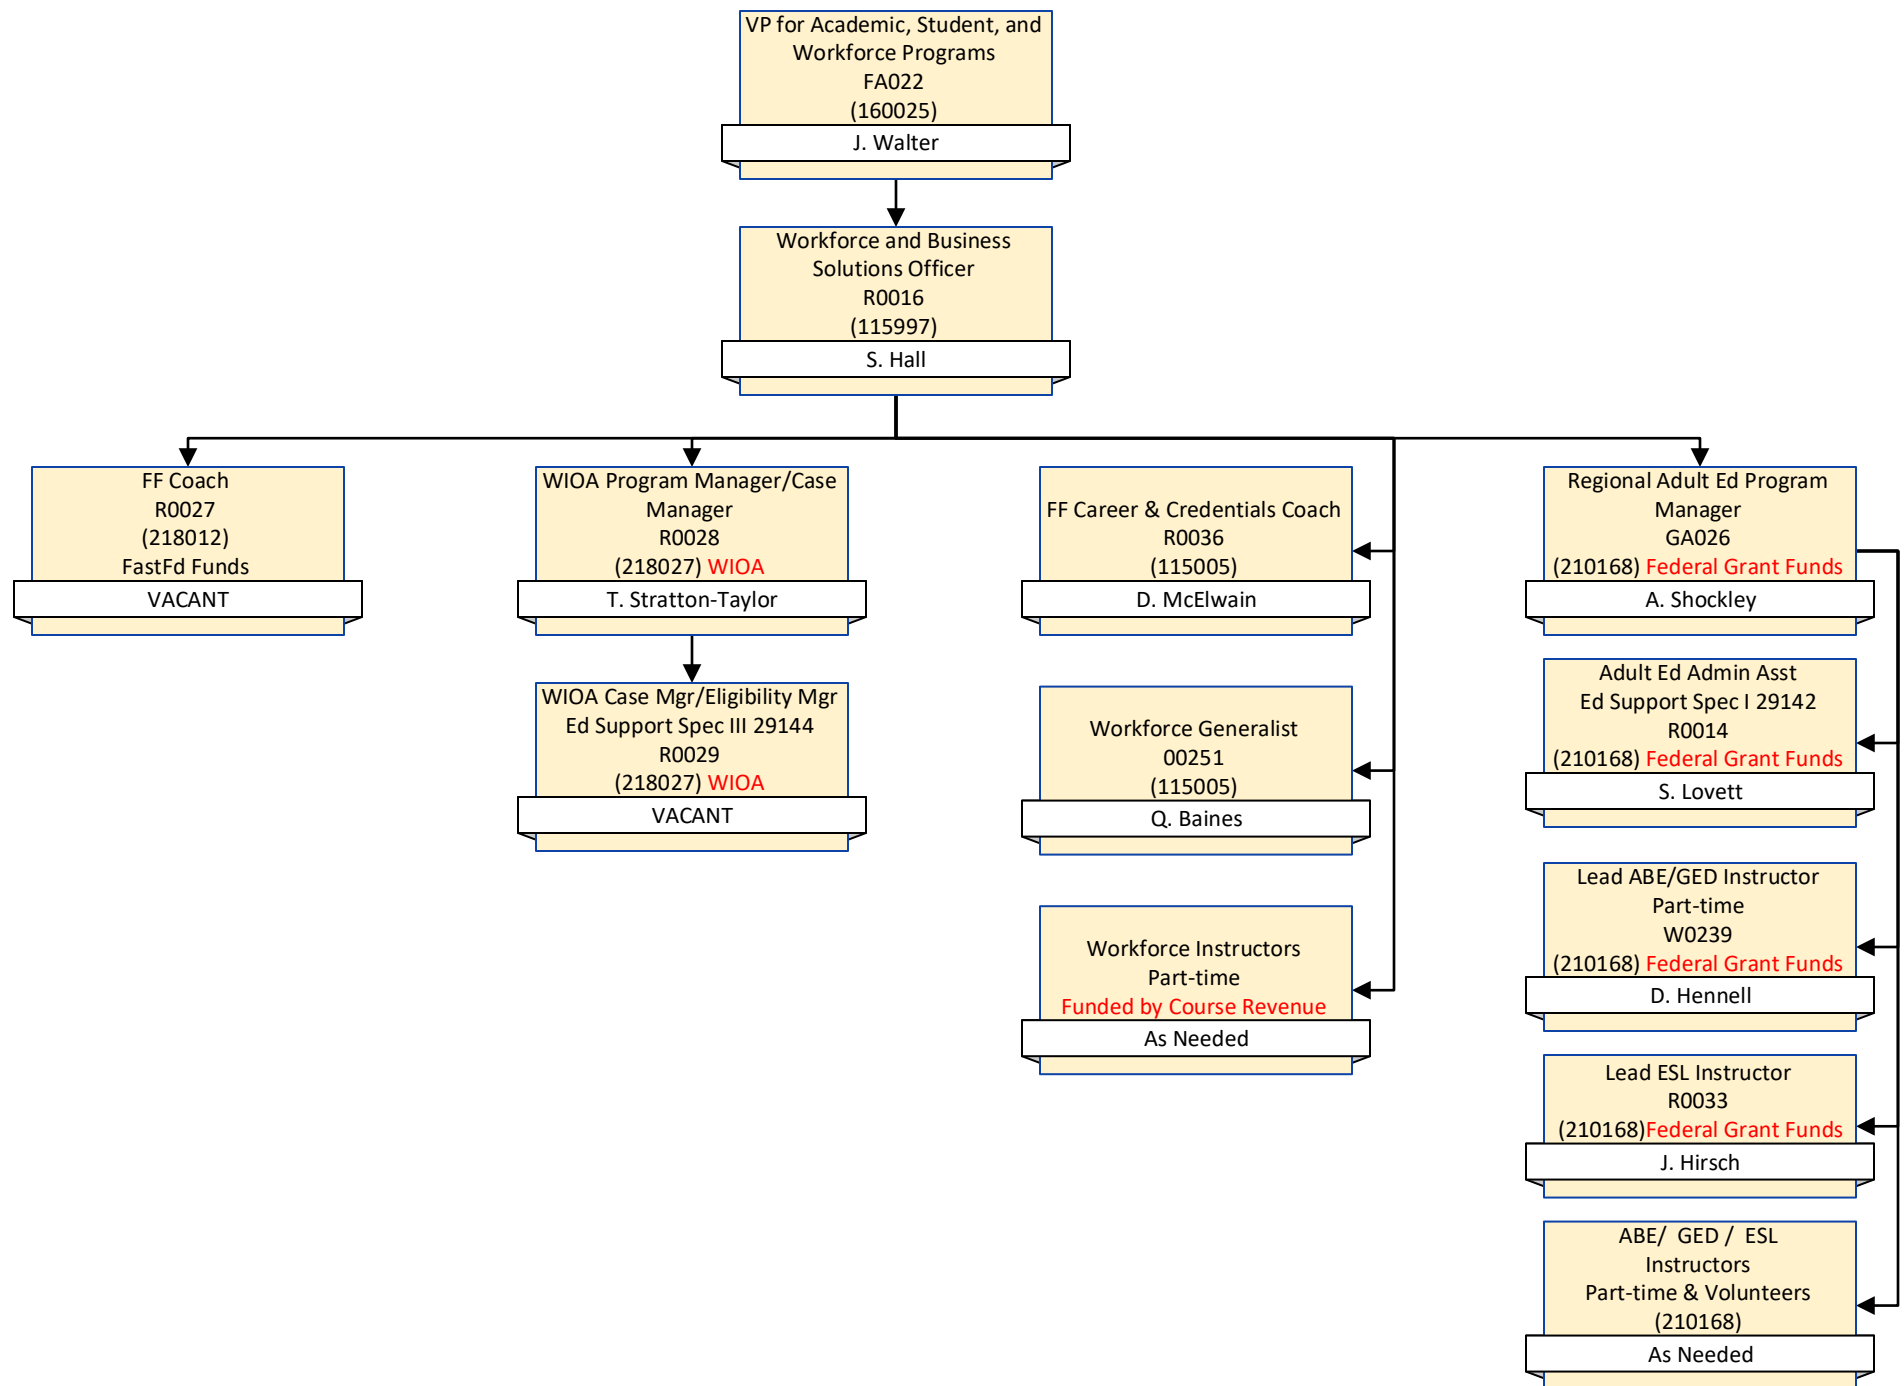 VP for Academic, Student, and
Workforce Programs
FA022
(160025)
J. Walter
Workforce and Business
Solutions Officer
R0016
(115997)
S. Hall
FF Coach
R0027
(218012)
FastFd Funds
VACANT
WIOA Program Manager/Case
Manager
R0028
(218027) WIOA
T. Stratton-Taylor
WIOA Case Mgr/Eligibility Mgr
Ed Support Spec III 29144
R0029
(218027) WIOA
VACANT
FF Career & Credentials Coach
R0036
(115005)
D. McElwain
Workforce Generalist
00251
(115005)
Q. Baines
Workforce Instructors
Part-time
Funded by Course Revenue
As Needed
Regional Adult Ed Program
Manager
GA026
(210168) Federal Grant Funds
A. Shockley
Adult Ed Admin Asst
Ed Support Spec I 29142
R0014
(210168) Federal Grant Funds
S. Lovett
Lead ABE/GED Instructor
Part-time
W0239
(210168) Federal Grant Funds
D. Hennell
Lead ESL Instructor
R0033
(210168)Federal Grant Funds
J. Hirsch
ABE/  GED /  ESL
Instructors
Part-time & Volunteers
(210168)
As Needed